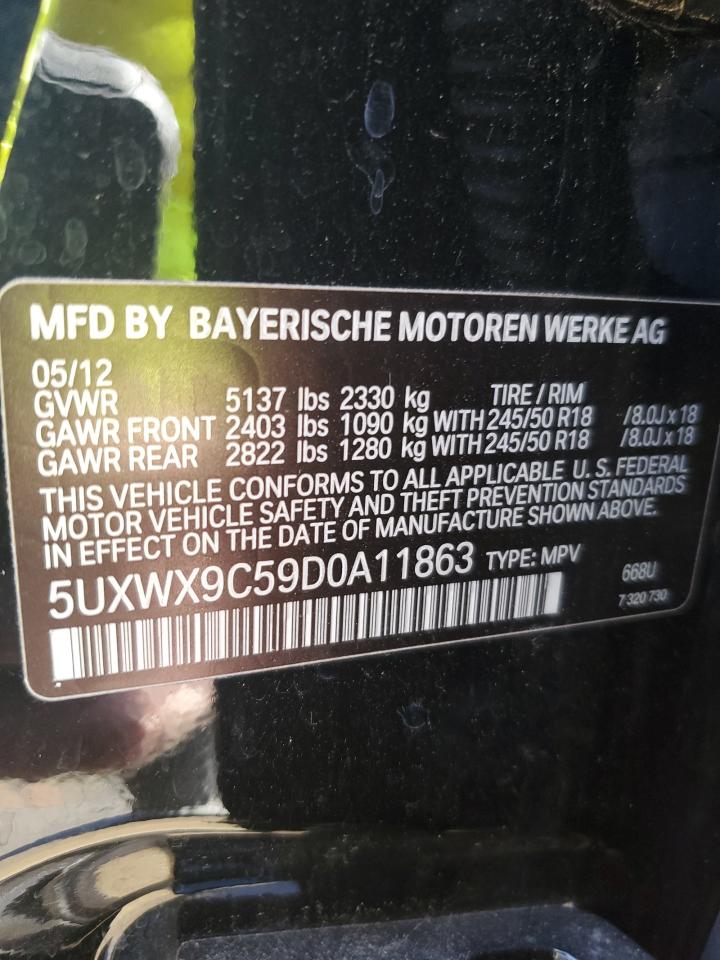 MFD BY BAYERISCHE MOTOREN WERKE AG
05/12
GVWR 5137 lbs 2330 kg TIRE / RIM
GAWR FRONT 2403 lbs 1090 kg WITH 245/50 R18 /8.0J x 18
GAWR REAR 2822 lbs 1280 kg WITH 245/50 R18 /8.0J x 18
THIS VEHICLE CONFORMS TO ALL APPLICABLE U. S. FEDERAL
MOTOR VEHICLE SAFETY AND THEFT PREVENTION STANDARDS
IN EFFECT ON THE DATE OF MANUFACTURE SHOWN ABOVE.
5UXWX9C59D0A11863 TYPE: MPV 668U
7 320 730